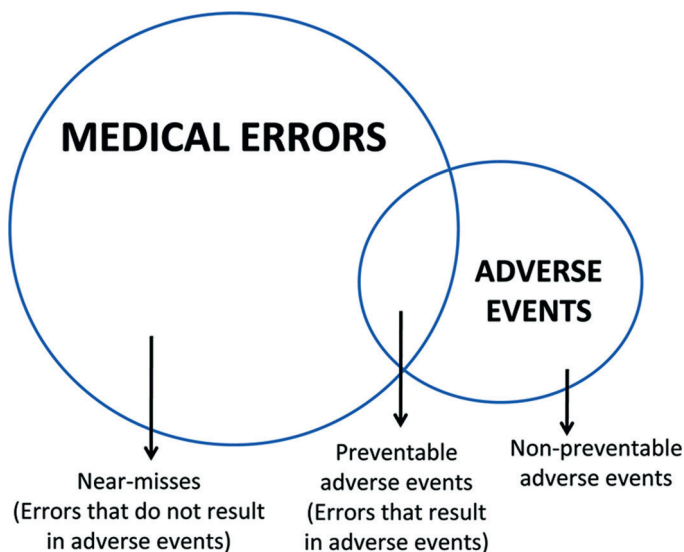 MEDICAL ERRORS
ADVERSE
EVENTS
Near-misses
(Errors that do not result
in adverse events)
Preventable
adverse events
(Errors that result
in adverse events)
Non-preventable
adverse events